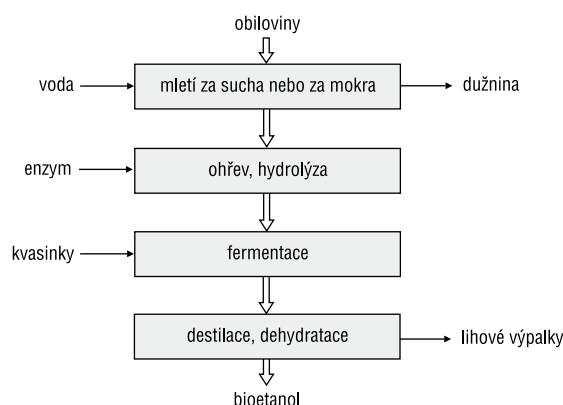 obiloviny
voda
mletí za sucha nebo za mokra
dužnina
enzym
ohřev, hydrolýza
kvasinky
fermentace
destilace, dehydratace
lihové výpalky
bioetanol